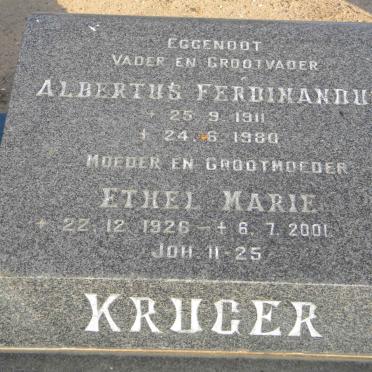 EGGENOOT
VADER EN GROOTVADER
ALBERTUS FERDINANDU
* 25. 9. 1911
+ 24. 6. 1980
MOEDER EN GROOTMOEDER
ETHEL MARIE
* 22. 12. 1926 – + 6. 7. 2001
JOH. 11-25
KRUGER